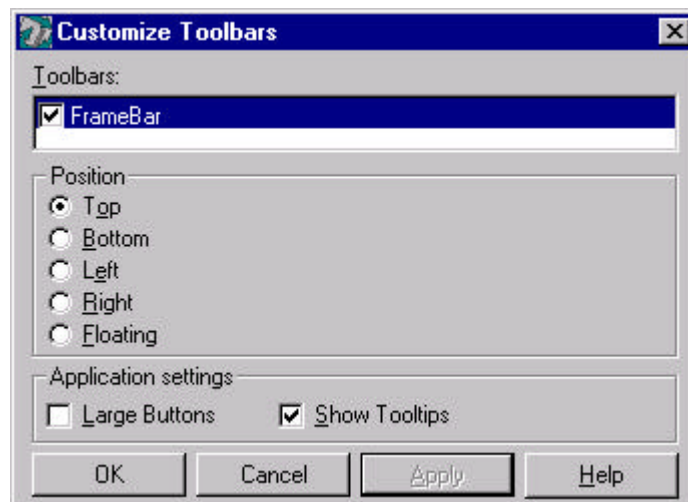 Customize Toolbars
Toolbars:
FrameBar
Position
Top
Bottom
Left
Right
Floating
Application settings
Large Buttons Show Tooltips
OK Cancel Apply Help